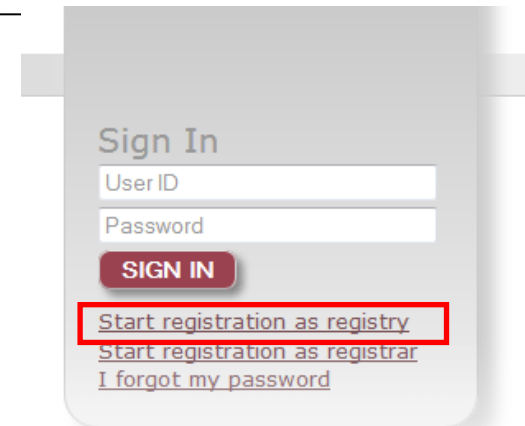 Sign In
User ID
Password
SIGN IN
Start registration as registry
Start registration as registrar
I forgot my password